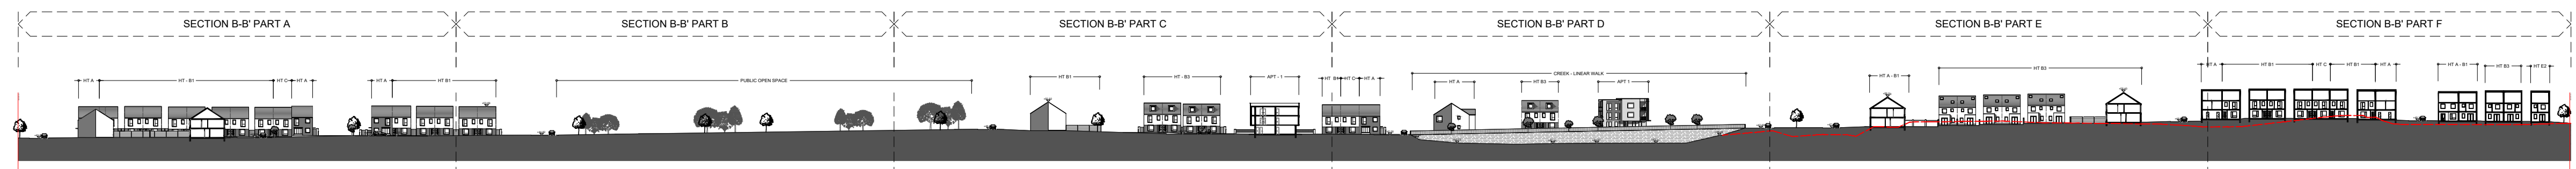 SECTION B-B' PART A SECTION B-B' PART B SECTION B-B' PART C SECTION B-B' PART D SECTION B-B' PART E SECTION B-B' PART F
CREEK - LINEAR WALK
HT B3
HT A HT - B1 HT C HT A HT A HT B1 PUBLIC OPEN SPACE HT B1 HT - B3 APT - 1 HT B1 HT C HT A HT A HT B3 APT 1 HT A - B1 HT A HT B1 HT C HT B1 HT A HT A - B1 HT B3 HT E2